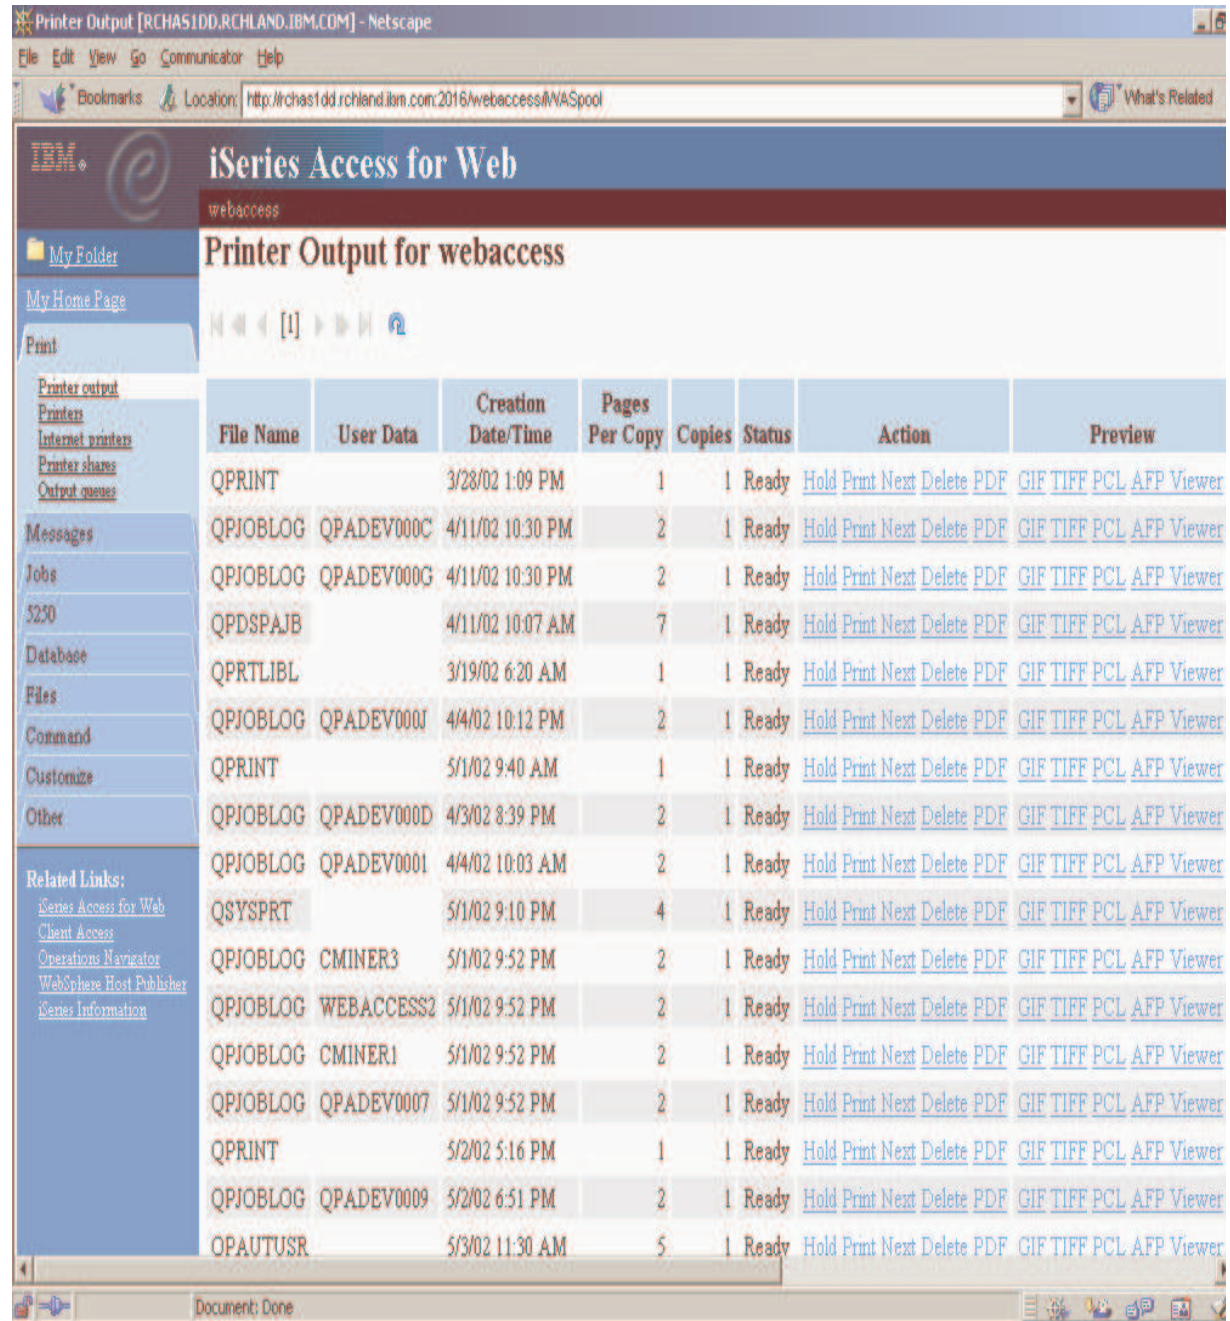 Printer Output [RCHAS1DD.RCHLAND.IBM.COM] - Netscape
File Edit View Go Communicator Help
Bookmarks Location: http://rchas1dd.rchland.ibm.com:2016/webaccess/iWASpool What's Related
IBM
iSeries Access for Web
webaccess
My Folder
My Home Page
Print
Printer output
Printers
Internet printers
Printer shares
Output queues
Messages
Jobs
5250
Database
Files
Command
Customize
Other
Related Links:
iSeries Access for Web
Client Access
Operations Navigator
WebSphere Host Publisher
iSeries Information
Printer Output for webaccess
[1]
File Name User Data Creation Date/Time Pages Per Copy Copies Status Action Preview
QPRINT 3/28/02 1:09 PM 1 1 Ready Hold Print Next Delete PDF GIF TIFF PCL AFP Viewer
QPJOBLOG QPADEV000C 4/11/02 10:30 PM 2 1 Ready Hold Print Next Delete PDF GIF TIFF PCL AFP Viewer
QPJOBLOG QPADEV000G 4/11/02 10:30 PM 2 1 Ready Hold Print Next Delete PDF GIF TIFF PCL AFP Viewer
QPDSPAJB 4/11/02 10:07 AM 7 1 Ready Hold Print Next Delete PDF GIF TIFF PCL AFP Viewer
QPRTLIBL 3/19/02 6:20 AM 1 1 Ready Hold Print Next Delete PDF GIF TIFF PCL AFP Viewer
QPJOBLOG QPADEV000J 4/4/02 10:12 PM 2 1 Ready Hold Print Next Delete PDF GIF TIFF PCL AFP Viewer
QPRINT 5/1/02 9:40 AM 1 1 Ready Hold Print Next Delete PDF GIF TIFF PCL AFP Viewer
QPJOBLOG QPADEV000D 4/3/02 8:39 PM 2 1 Ready Hold Print Next Delete PDF GIF TIFF PCL AFP Viewer
QPJOBLOG QPADEV0001 4/4/02 10:03 AM 2 1 Ready Hold Print Next Delete PDF GIF TIFF PCL AFP Viewer
QSYSPRT 5/1/02 9:10 PM 4 1 Ready Hold Print Next Delete PDF GIF TIFF PCL AFP Viewer
QPJOBLOG CMINER3 5/1/02 9:52 PM 2 1 Ready Hold Print Next Delete PDF GIF TIFF PCL AFP Viewer
QPJOBLOG WEBACCESS2 5/1/02 9:52 PM 2 1 Ready Hold Print Next Delete PDF GIF TIFF PCL AFP Viewer
QPJOBLOG CMINER1 5/1/02 9:52 PM 2 1 Ready Hold Print Next Delete PDF GIF TIFF PCL AFP Viewer
QPJOBLOG QPADEV0007 5/1/02 9:52 PM 2 1 Ready Hold Print Next Delete PDF GIF TIFF PCL AFP Viewer
QPRINT 5/2/02 5:16 PM 1 1 Ready Hold Print Next Delete PDF GIF TIFF PCL AFP Viewer
QPJOBLOG QPADEV0009 5/2/02 6:51 PM 2 1 Ready Hold Print Next Delete PDF GIF TIFF PCL AFP Viewer
QPAUTUSR 5/3/02 11:30 AM 5 1 Ready Hold Print Next Delete PDF GIF TIFF PCL AFP Viewer
Document: Done